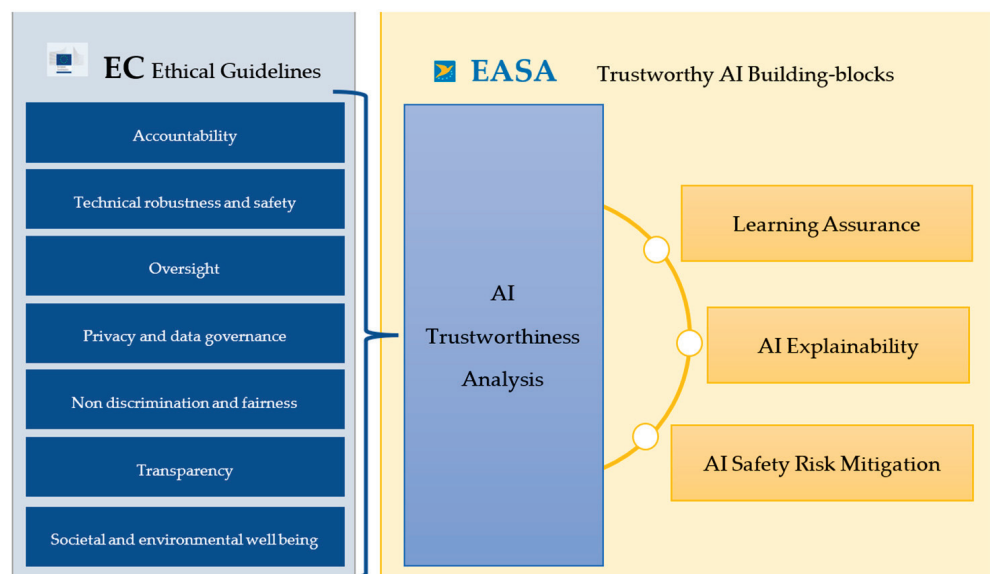 EC Ethical Guidelines
Accountability
Technical robustness and safety
Oversight
Privacy and data governance
Non discrimination and fairness
Transparency
Societal and environmental well being
EASA Trustworthy AI Building-blocks
AI
Trustworthiness
Analysis
Learning Assurance
AI Explainability
AI Safety Risk Mitigation